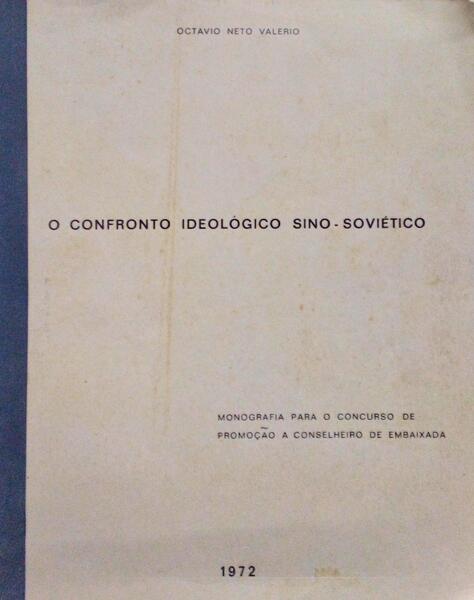 OCTAVIO NETO VALERIO
O CONFRONTO IDEOLÓGICO SINO-SOVIÉTICO
MONOGRAFIA PARA O CONCURSO DE
PROMOÇÃO A CONSELHEIRO DE EMBAIXADA
1972